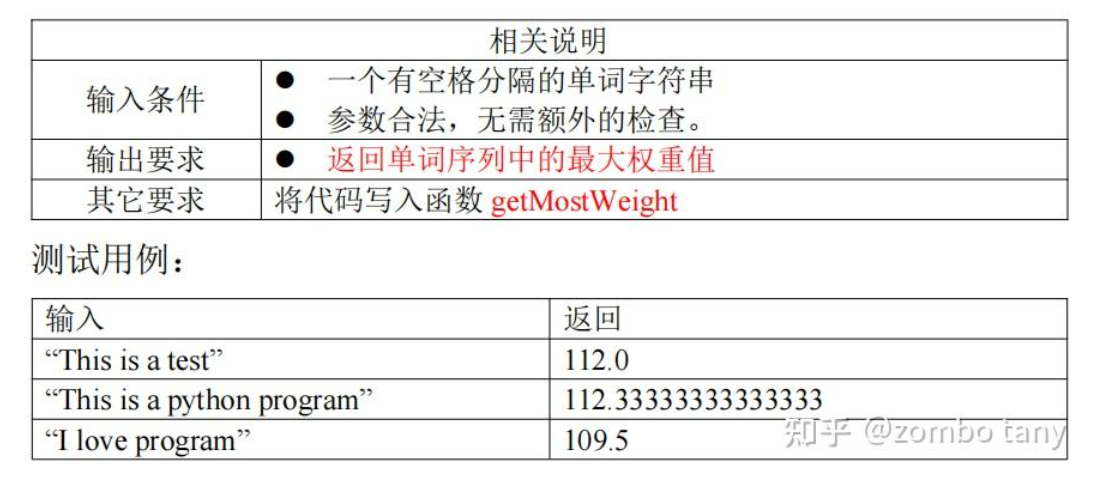 相关说明
输入条件
● 一个有空格分隔的单词字符串
● 参数合法，无需额外的检查。
输出要求 ● 返回单词序列中的最大权重值
其它要求 将代码写入函数 getMostWeight
测试用例：
输入 返回
“This is a test” 112.0
“This is a python program” 112.33333333333333
“I love program” 109.5
知乎 @zombo tany